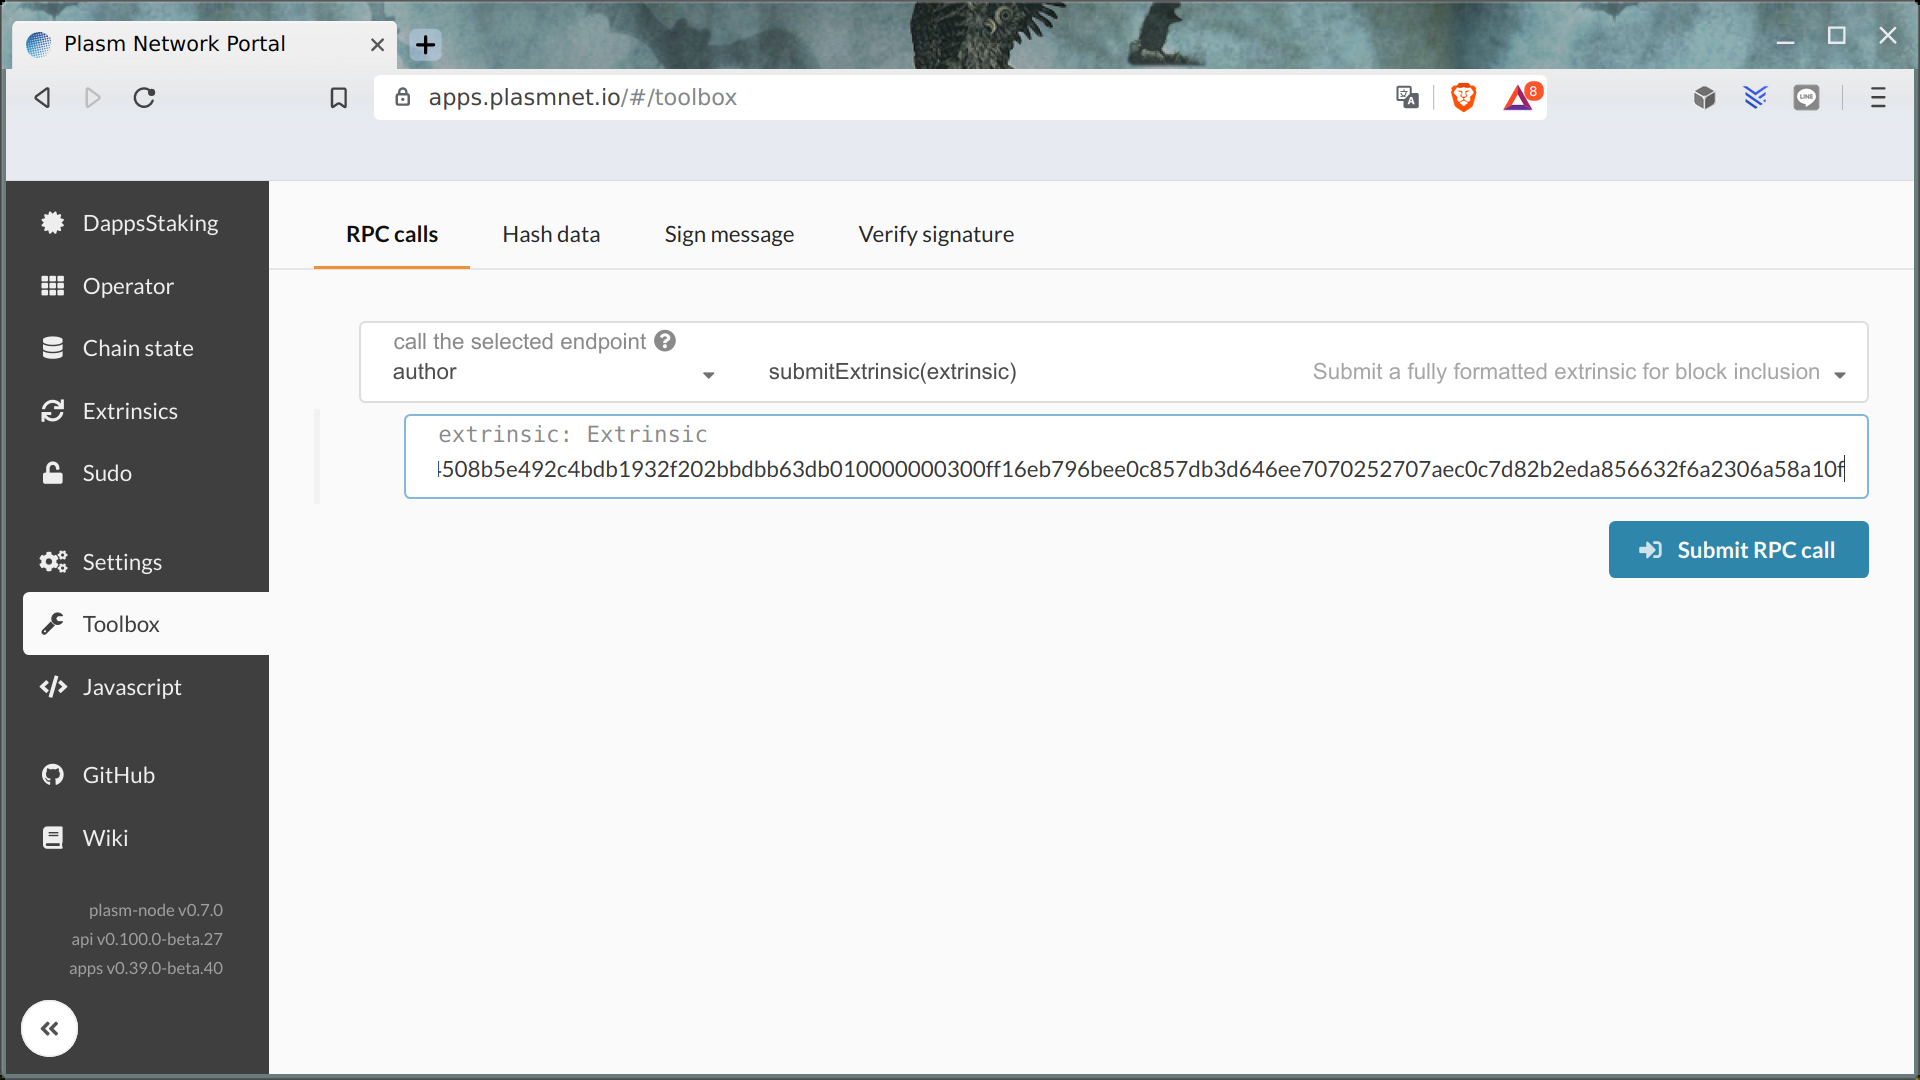 Plasm Network Portal
apps.plasmnet.io/#/toolbox
8
LINE
DappsStaking
Operator
Chain state
Extrinsics
Sudo
Settings
Toolbox
Javascript
GitHub
Wiki
plasm-node v0.7.0
api v0.100.0-beta.27
apps v0.39.0-beta.40
RPC calls
Hash data
Sign message
Verify signature
call the selected endpoint
author
submitExtrinsic(extrinsic)
Submit a fully formatted extrinsic for block inclusion
extrinsic: Extrinsic
4508b5e492c4bdb1932f202bbdbb63db010000000300ff16eb796bee0c857db3d646ee7070252707aec0c7d82b2eda856632f6a2306a58a10f
Submit RPC call